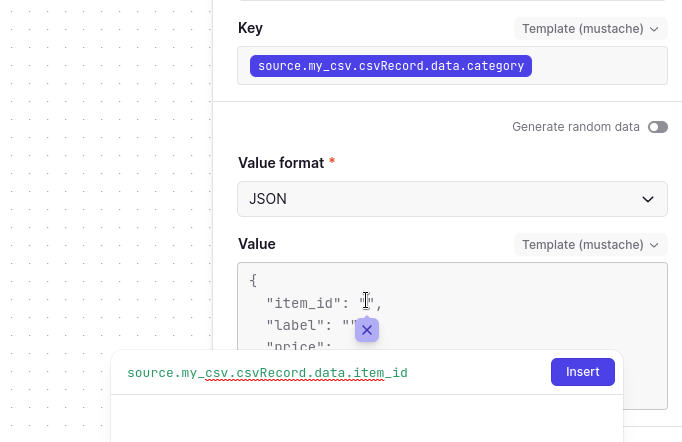 Key
Template (mustache)
source.my_csv.csvRecord.data.category
Generate random data
Value format *
JSON
Value
Template (mustache)
{
"item_id": "",
"label": ""
"price":
source.my_csv.csvRecord.data.item_id
Insert